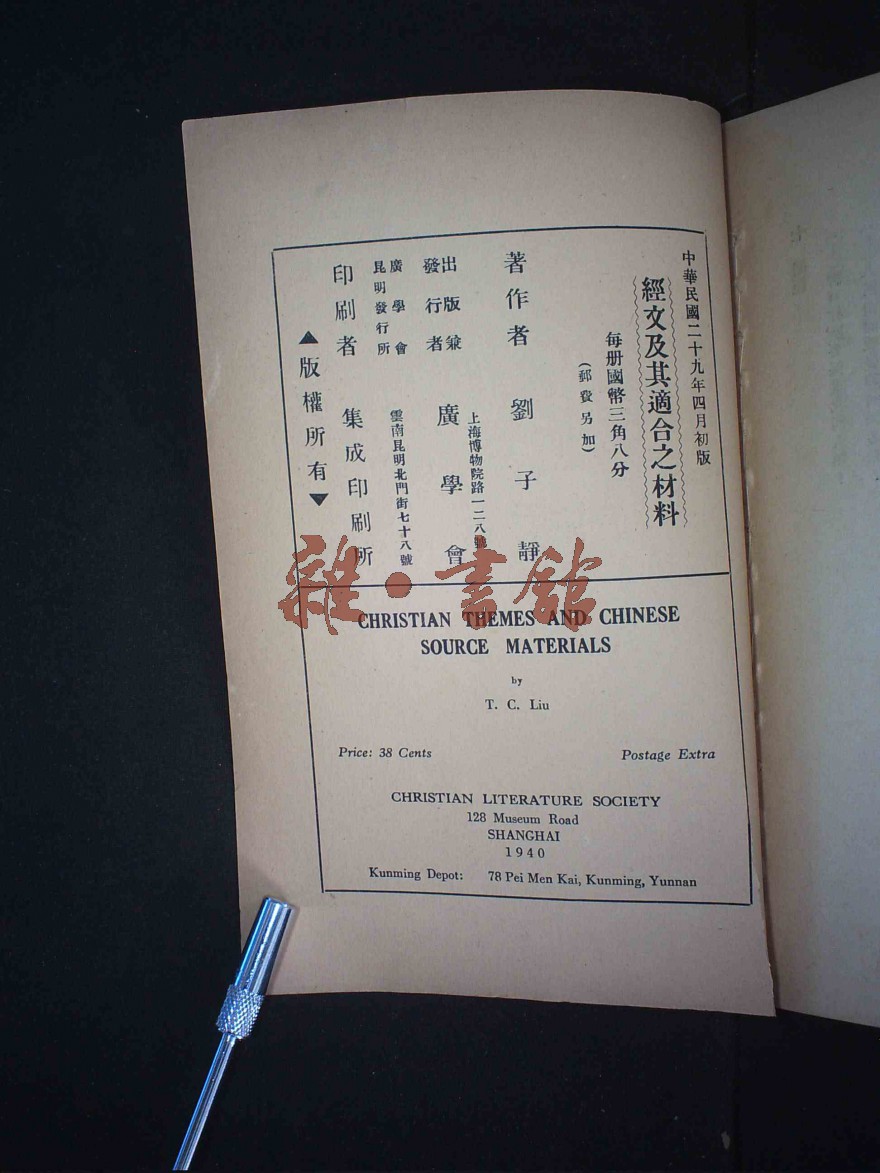 中華民國二十九年四月初版
經文及其適合之材料
每册國幣三角八分
(郵費另加)
著作者 劉子靜
上海博物院路一二八號
出版兼發行者 廣學會
廣學會昆明發行所 雲南昆明北門街七十八號
印刷者 集成印刷所
▲版權所有▼
雜·書館
CHRISTIAN THEMES AND CHINESE
SOURCE MATERIALS
by
T. C. Liu
Price: 38 Cents Postage Extra
CHRISTIAN LITERATURE SOCIETY
128 Museum Road
SHANGHAI
1940
Kunming Depot: 78 Pei Men Kai, Kunming, Yunnan